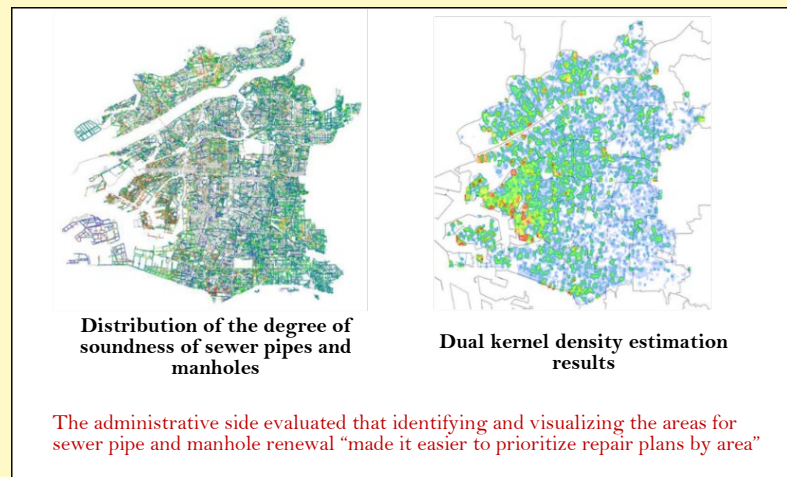 Distribution of the degree of
soundness of sewer pipes and
manholes
Dual kernel density estimation
results
The administrative side evaluated that identifying and visualizing the areas for
sewer pipe and manhole renewal “made it easier to prioritize repair plans by area”